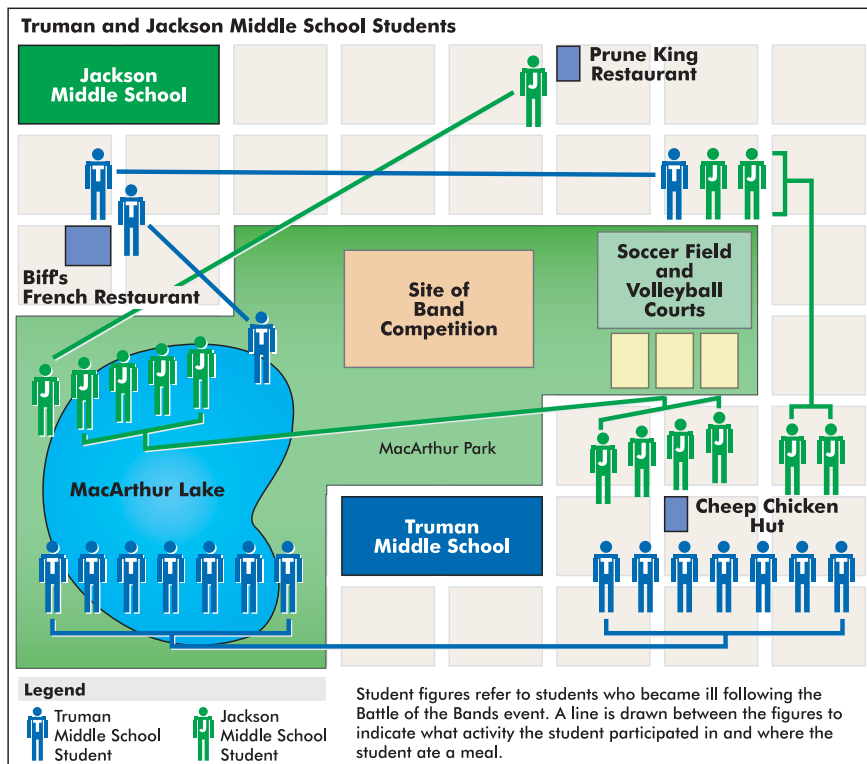 Truman and Jackson Middle School Students
Jackson
Middle School
Prune King
Restaurant
T
T
T
J
J
J
Biff's
French Restaurant
Site of
Band
Competition
Soccer Field
and
Volleyball
Courts
T
J
J
J
J
J
MacArthur Park
J
J
J
J
J
J
MacArthur Lake
Truman
Middle School
Cheep Chicken
Hut
T
T
T
T
T
T
T
T
T
T
T
T
T
T
Legend
T
Truman
Middle School
Student
J
Jackson
Middle School
Student
Student figures refer to students who became ill following the
Battle of the Bands event. A line is drawn between the figures to
indicate what activity the student participated in and where the
student ate a meal.